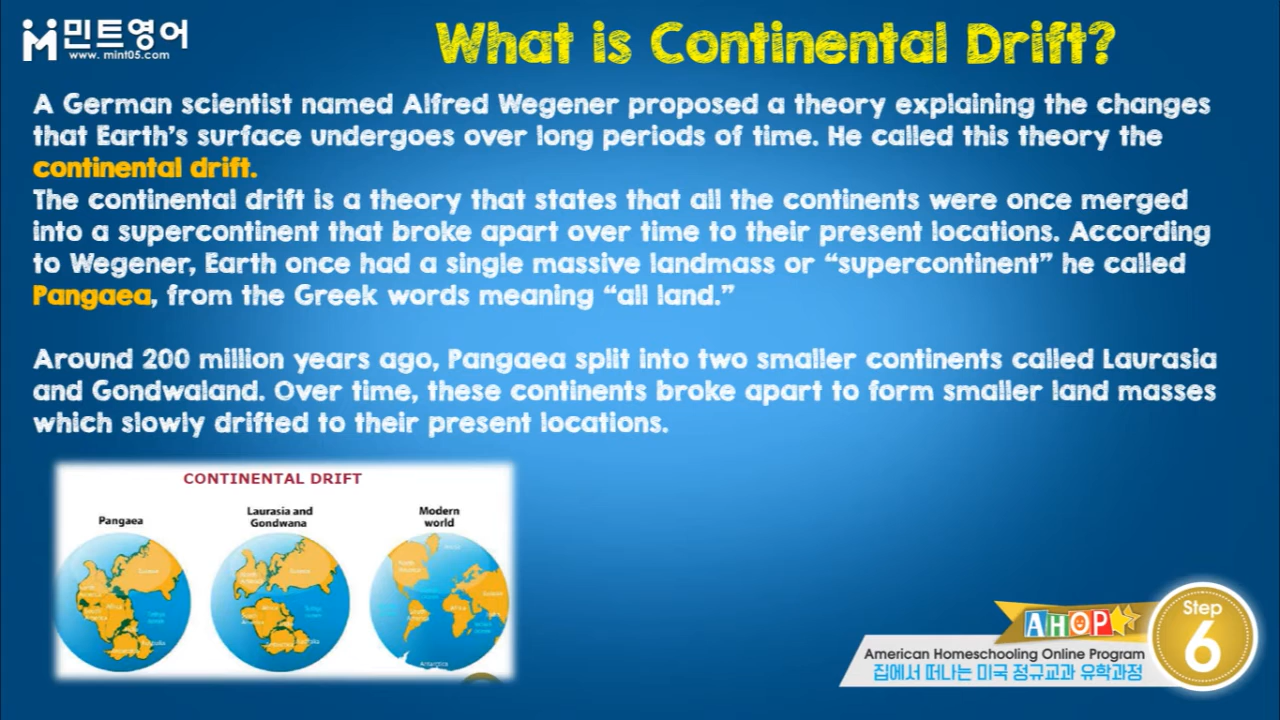 민트영어
www. mint05.com
What is Continental Drift?
A German scientist named Alfred Wegener proposed a theory explaining the changes
that Earth's surface undergoes over long periods of time. He called this theory the
continental drift.
The continental drift is a theory that states that all the continents were once merged
into a supercontinent that broke apart over time to their present locations. According
to Wegener, Earth once had a single massive landmass or “supercontinent” he called
Pangaea, from the Greek words meaning “all land.”
Around 200 million years ago, Pangaea split into two smaller continents called Laurasia
and Gondwaland. Over time, these continents broke apart to form smaller land masses
which slowly drifted to their present locations.
CONTINENTAL DRIFT
Pangaea
Laurasia and
Gondwana
Modern
world
Eurasia
Africa
Antarctica
AHOP
American Homeschooling Online Program
집에서 떠나는 미국 정규교과 유학과정
Step
6